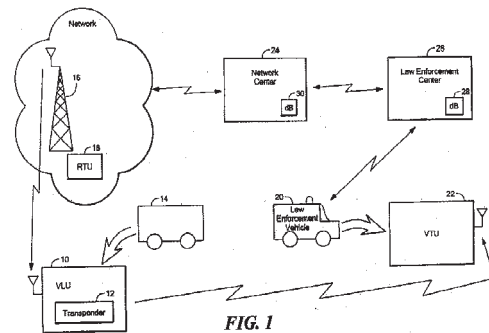 Network
16
RTU
18
24
Network
Center
30
dB
26
Law Enforcement
Center
28
dB
14
20
Law
Enforcement
Vehicle
22
VTU
10
VLU
12
Transponder
FIG. 1